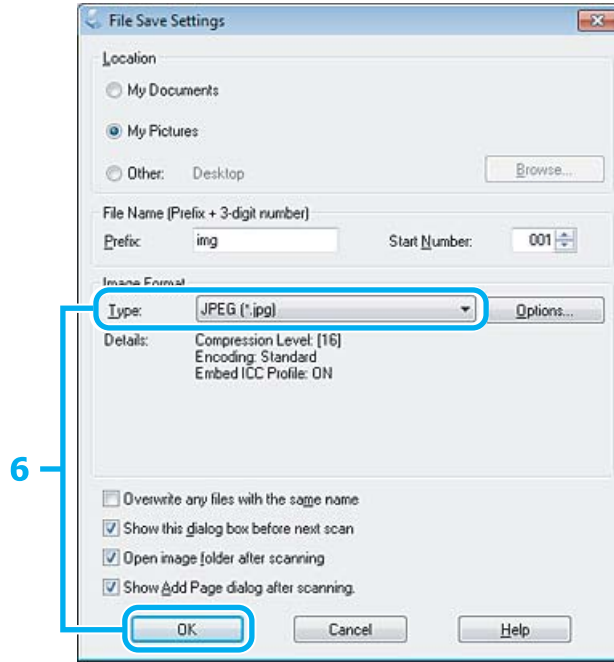 File Save Settings
Location
My Documents
My Pictures
Other: Desktop Browse...
File Name (Prefix + 3-digit number)
Prefix: img Start Number: 001
Image Format
Type: JPEG (*.jpg) Options...
Details: Compression Level: [16]
Encoding: Standard
Embed ICC Profile: ON
6
Overwrite any files with the same name
Show this dialog box before next scan
Open image folder after scanning
Show Add Page dialog after scanning.
OK Cancel Help